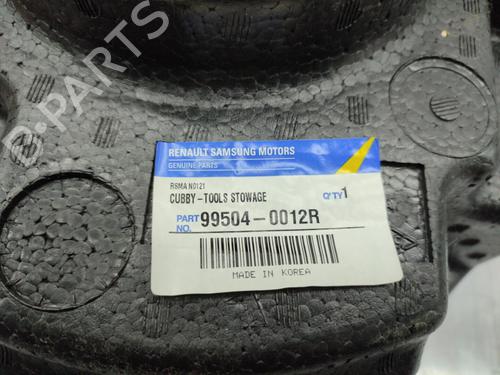 B-PARTS
RENAULT SAMSUNG MOTORS
GENUINE PARTS
RSMA N0121
CUBBY-TOOLS STOWAGE Q'TY 1
PART NO. 99504-0012R
MADE IN KOREA